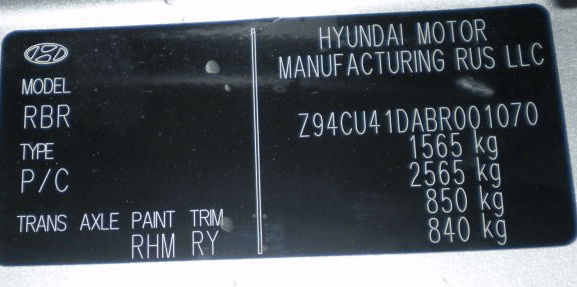 MODEL
RBR
TYPE
P/C
TRANS AXLE PAINT TRIM
RHM RY
HYUNDAI MOTOR
MANUFACTURING RUS LLC
Z94CU41DABR001070
1565 kg
2565 kg
850 kg
840 kg